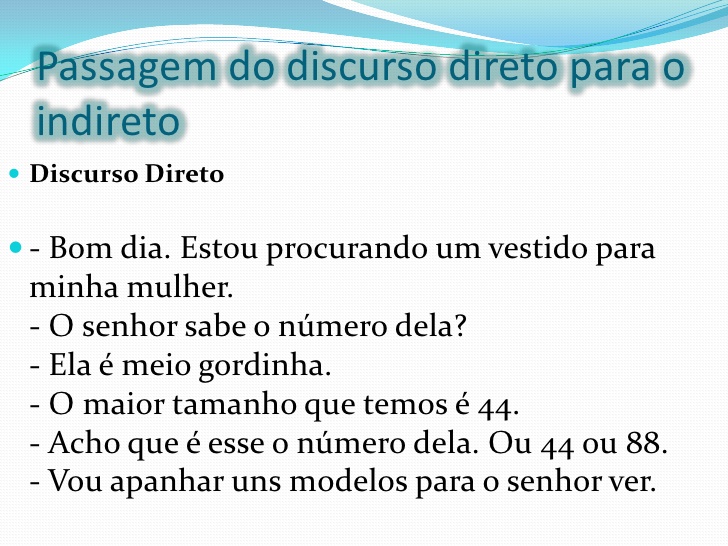 Passagem do discurso direto para o
indireto
Discurso Direto
- Bom dia. Estou procurando um vestido para
minha mulher.
- O senhor sabe o número dela?
- Ela é meio gordinha.
- O maior tamanho que temos é 44.
- Acho que é esse o número dela. Ou 44 ou 88.
- Vou apanhar uns modelos para o senhor ver.